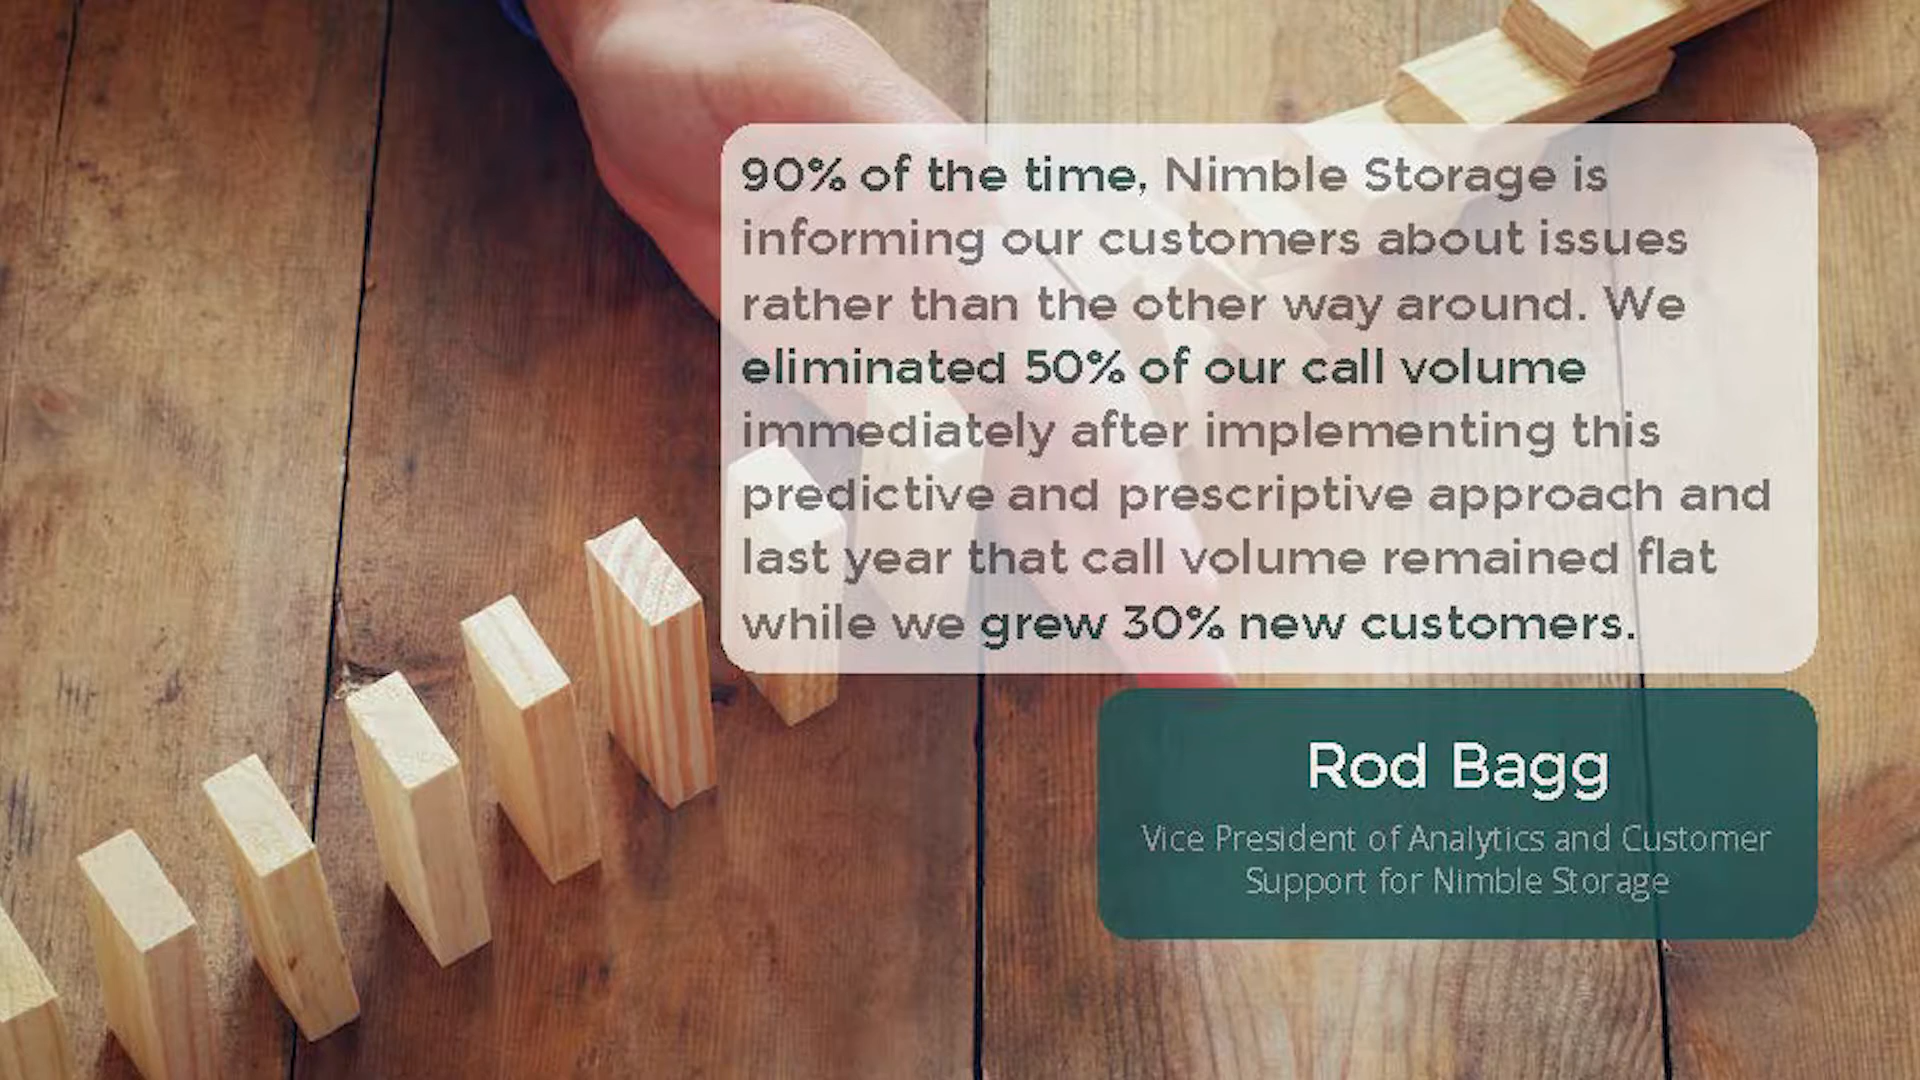 90% of the time, Nimble Storage is
informing our customers about issues
rather than the other way around. We
eliminated 50% of our call volume
immediately after implementing this
predictive and prescriptive approach and
last year that call volume remained flat
while we grew 30% new customers.
Rod Bagg
Vice President of Analytics and Customer
Support for Nimble Storage